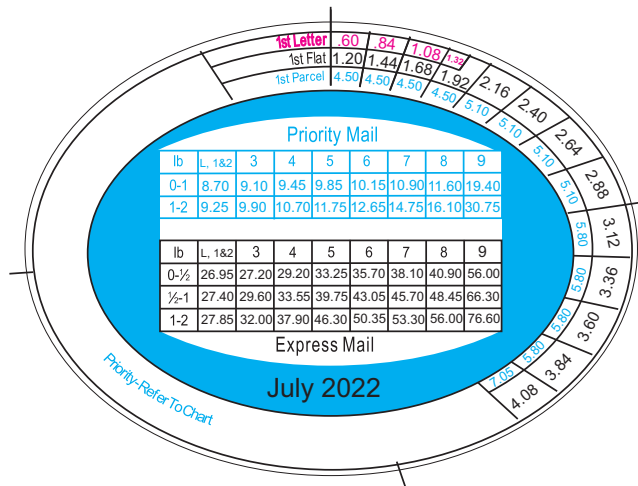 1st Letter .60 .84 1.08 1.32
1st Flat 1.20 1.44 1.68 1.92 2.16 2.40 2.64 2.88 3.12 3.36 3.60 3.84 4.08
1st Parcel 4.50 4.50 4.50 4.50 5.10 5.10 5.10 5.10 5.80 5.80 5.80 5.80 7.05
Priority Mail
lb L, 1&2 3 4 5 6 7 8 9
0-1 8.70 9.10 9.45 9.85 10.15 10.90 11.60 19.40
1-2 9.25 9.90 10.70 11.75 12.65 14.75 16.10 30.75
lb L, 1&2 3 4 5 6 7 8 9
0-½ 26.95 27.20 29.20 33.25 35.70 38.10 40.90 56.00
½-1 27.40 29.60 33.55 39.75 43.05 45.70 48.45 66.30
1-2 27.85 32.00 37.90 46.30 50.35 53.30 56.00 76.60
Express Mail
July 2022
Priority-Refer To Chart